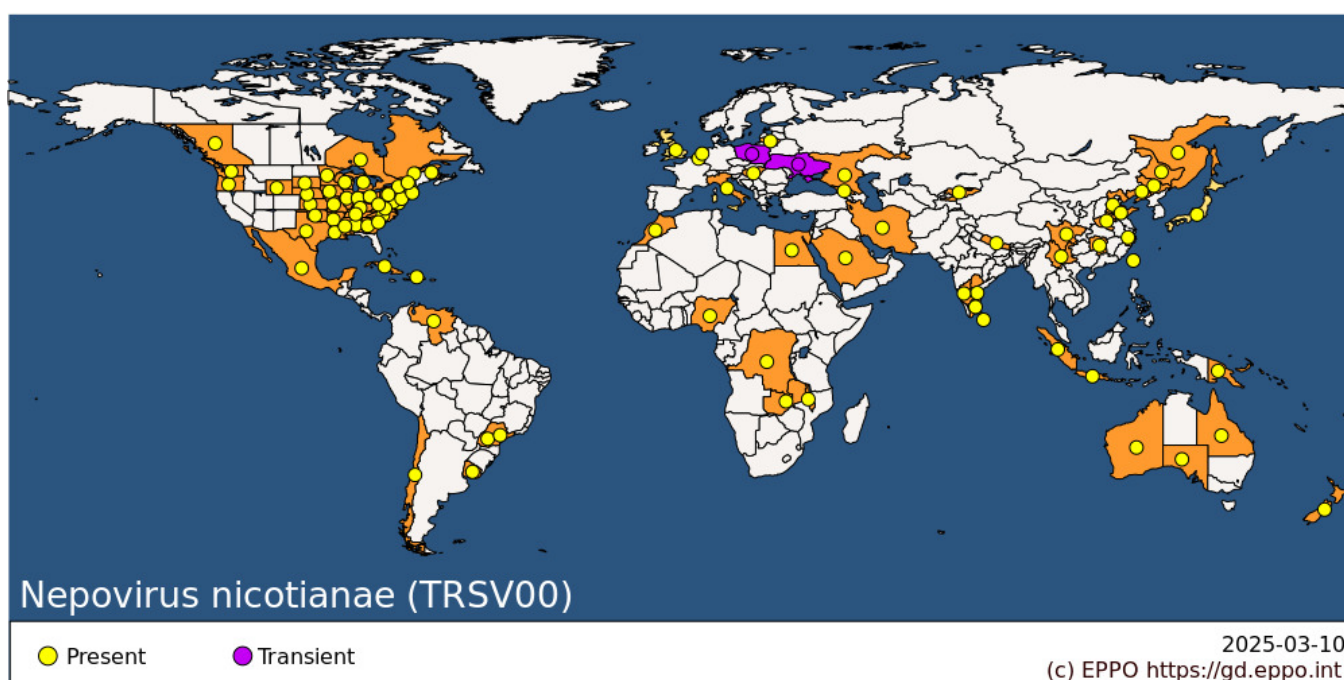 Nepovirus nicotianae (TRSV00)
Present
Transient
2025-03-10
(c) EPPO https://gd.eppo.int